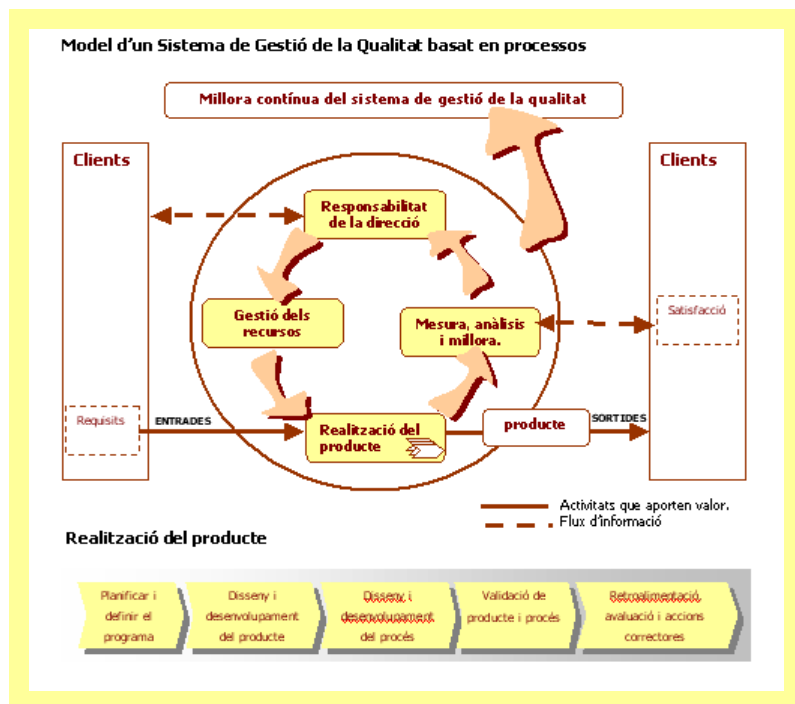 Model d'un Sistema de Gestió de la Qualitat basat en processos
Millora contínua del sistema de gestió de la qualitat
Clients
Clients
Responsabilitat
de la direcció
Gestió dels
recursos
Mesura, anàlisis
i millora.
Satisfacció
Requisits
ENTRADES
Realització del
producte
producte
SORTIDES
Activitats que aporten valor.
Flux d'informació
Realització del producte
Planificar i
definir el
programa
Disseny i
desenvolupament
del producte
Disseny i
desenvolupament
del procés
Validació de
producte i procés
Retroalimentació,
avaluació i accions
correctores